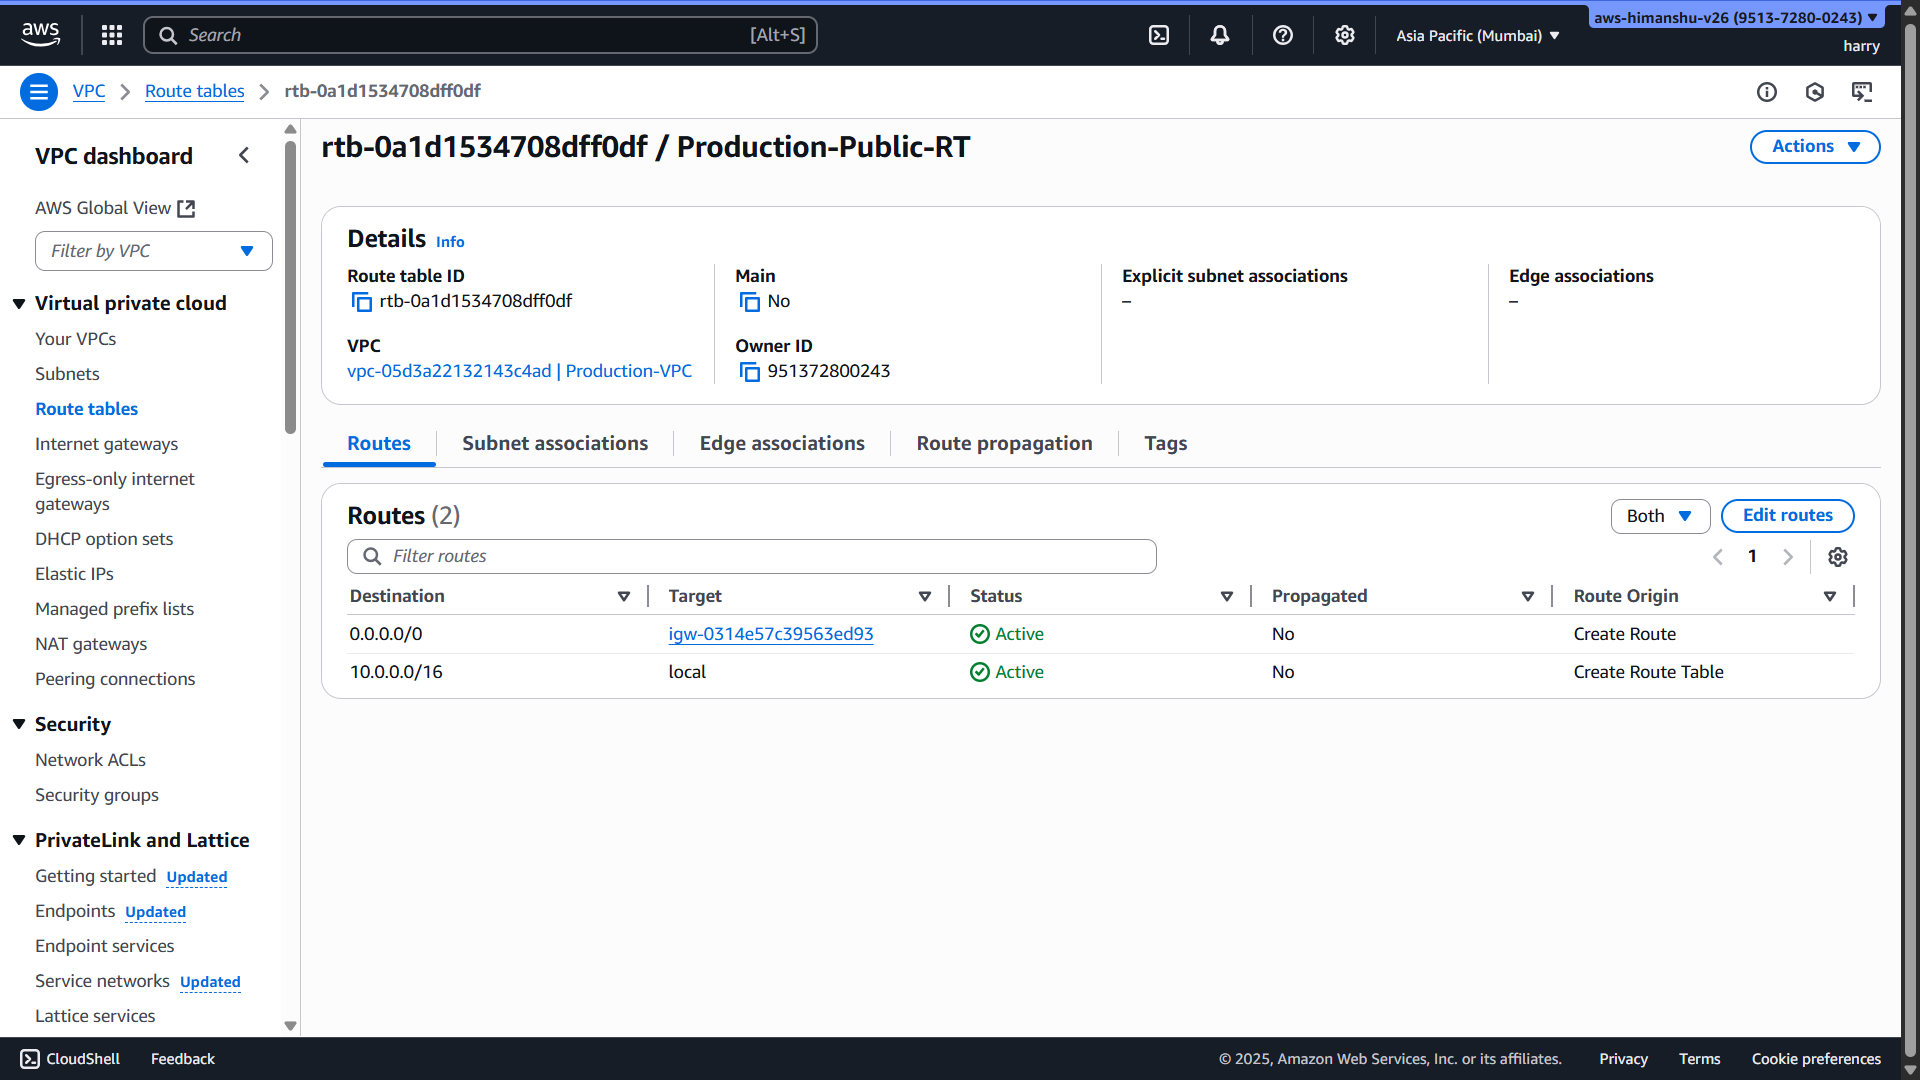 aws
Search
[Alt+S]
Asia Pacific (Mumbai)
aws-himanshu-v26 (9513-7280-0243)
harry
VPC
Route tables
rtb-0a1d1534708dff0df
VPC dashboard
AWS Global View
Filter by VPC
Virtual private cloud
Your VPCs
Subnets
Route tables
Internet gateways
Egress-only internet
gateways
DHCP option sets
Elastic IPs
Managed prefix lists
NAT gateways
Peering connections
Security
Network ACLs
Security groups
PrivateLink and Lattice
Getting started Updated
Endpoints Updated
Endpoint services
Service networks Updated
Lattice services
rtb-0a1d1534708dff0df / Production-Public-RT
Actions
Details Info
Route table ID
rtb-0a1d1534708dff0df
Main
No
Explicit subnet associations
–
Edge associations
–
VPC
vpc-05d3a22132143c4ad | Production-VPC
Owner ID
951372800243
Routes
Subnet associations
Edge associations
Route propagation
Tags
Routes (2)
Both
Edit routes
Filter routes
1
Destination Target Status Propagated Route Origin
0.0.0.0/0 igw-0314e57c39563ed93 Active No Create Route
10.0.0.0/16 local Active No Create Route Table
CloudShell
Feedback
© 2025, Amazon Web Services, Inc. or its affiliates.
Privacy
Terms
Cookie preferences